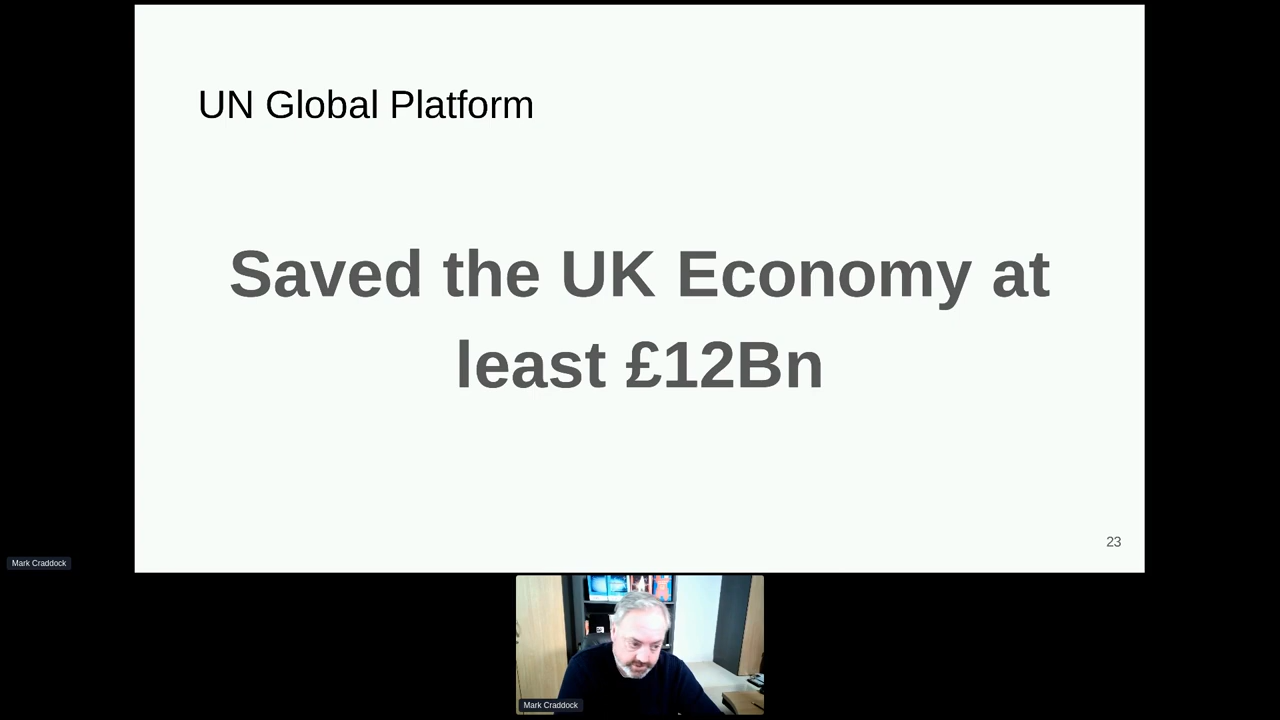 UN Global Platform
Saved the UK Economy at
least £12Bn
23
Mark Craddock
Mark Craddock